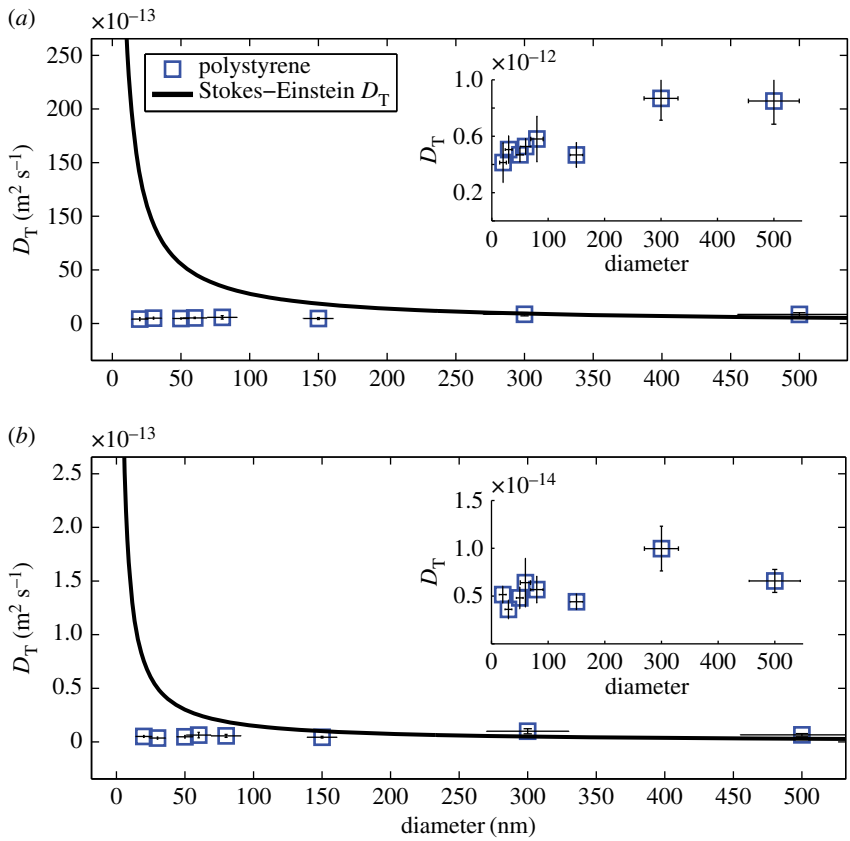 (a)
×10⁻¹³
250
200
150
150
50
0
D_T (m² s⁻¹)
polystyrene
Stokes–Einstein D_T
×10⁻¹²
1.0
0.6
0.2
D_T
0 100 200 300 400 500
diameter
0 50 100 150 200 250 300 350 400 450 500
(b)
×10⁻¹³
2.5
2.0
1.5
1.0
0.5
0
D_T (m² s⁻¹)
×10⁻¹⁴
1.5
1.0
0.5
D_T
0 100 200 300 400 500
diameter
0 50 100 150 200 250 300 350 400 450 500
diameter (nm)